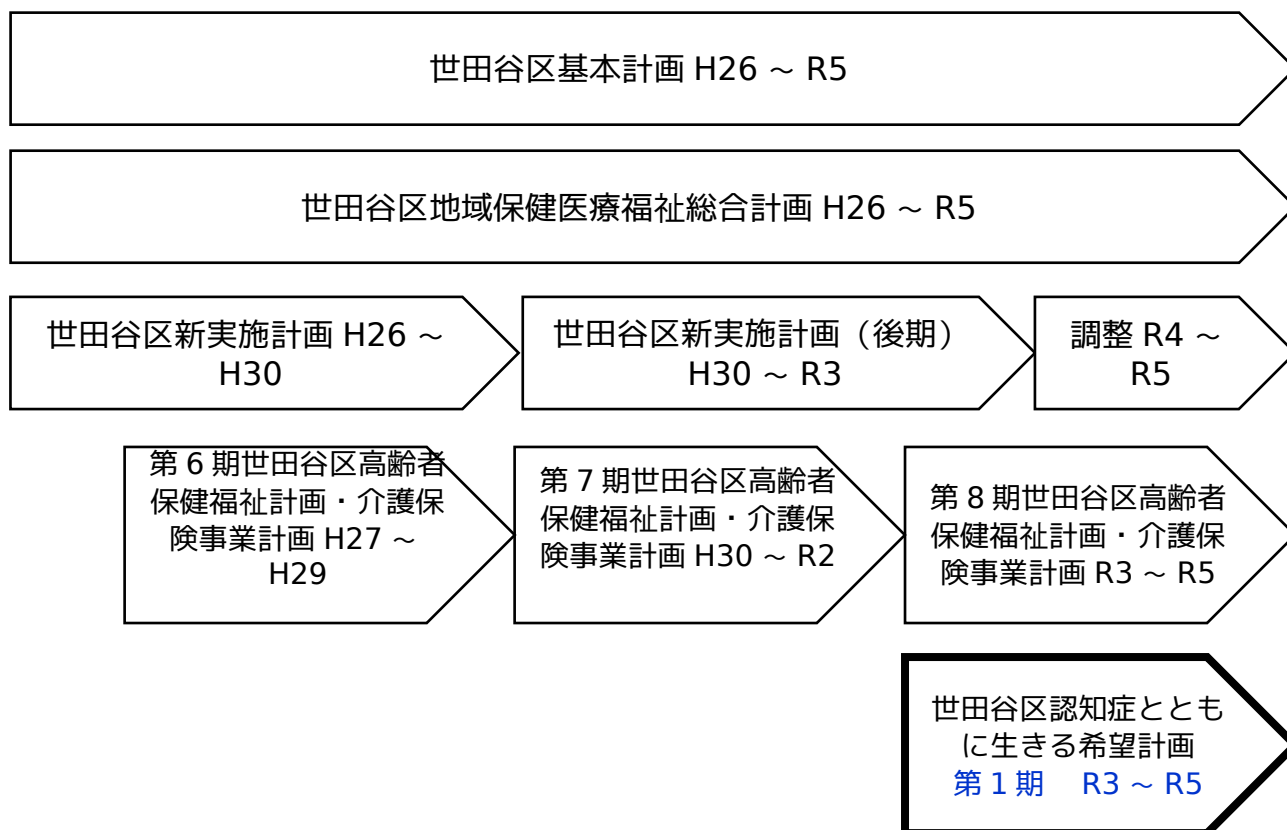 世田谷区基本計画 H26 ～ R5
世田谷区地域保健医療福祉総合計画 H26 ～ R5
世田谷区新実施計画 H26 ～
H30
世田谷区新実施計画（後期）
H30 ～ R3
調整 R4 ～
R5
第 6 期世田谷区高齢者
保健福祉計画・介護保
険事業計画 H27 ～
H29
第 7 期世田谷区高齢者
保健福祉計画・介護保
険事業計画 H30 ～ R2
第 8 期世田谷区高齢者
保健福祉計画・介護保
険事業計画 R3 ～ R5
世田谷区認知症ととも
に生きる希望計画
第 1 期　R3 ～ R5